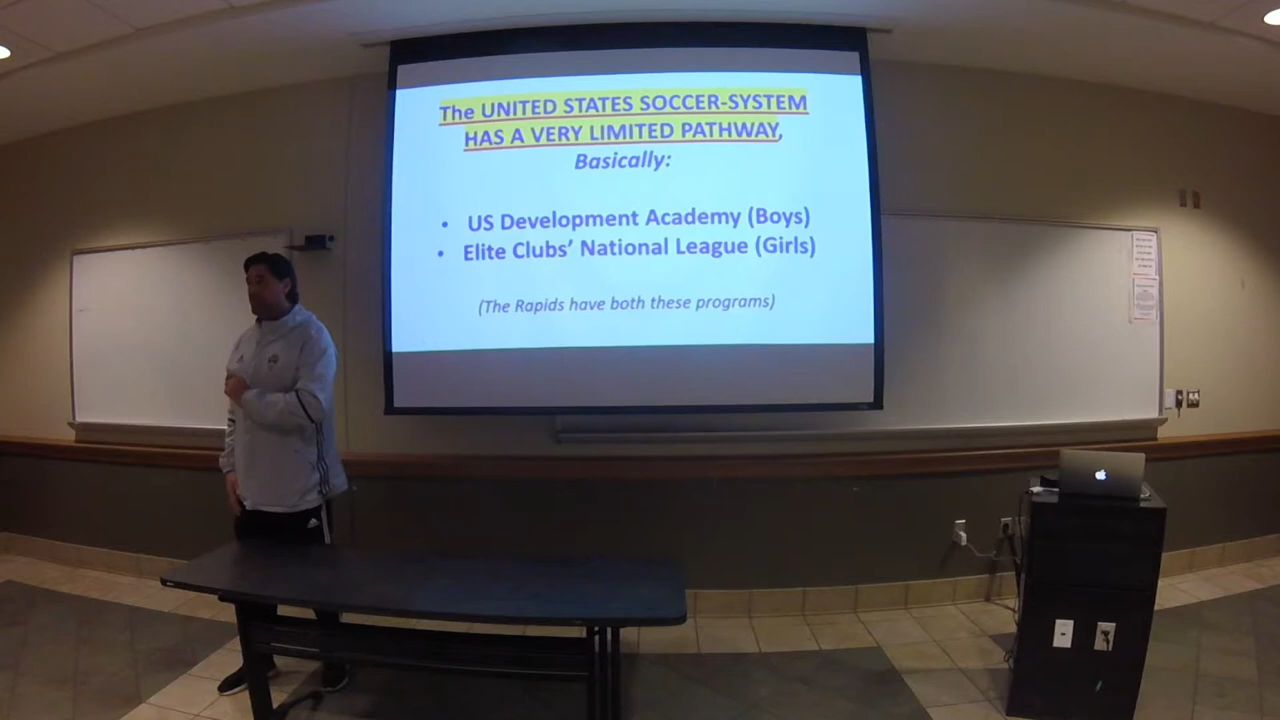 The UNITED STATES SOCCER-SYSTEM
HAS A VERY LIMITED PATHWAY,
Basically:
• US Development Academy (Boys)
• Elite Clubs’ National League (Girls)
(The Rapids have both these programs)